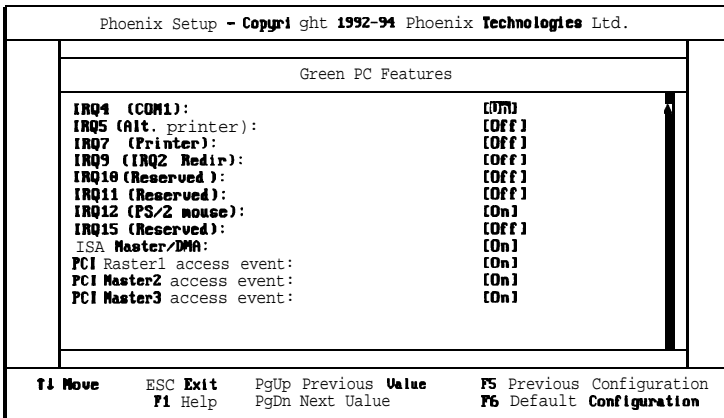 Phoenix Setup - Copyri ght 1992-94 Phoenix Technologies Ltd.
Green PC Features
IRQ4 (COM1): [On]
IRQ5 (Alt. printer): [Off]
IRQ7 (Printer): [Off]
IRQ9 (IRQ2 Redir): [Off]
IRQ10 (Reserved ): [Off]
IRQ11 (Reserved): [Off]
IRQ12 (PS/2 mouse): [On]
IRQ15 (Reserved): [Off]
ISA Master/DMA: [On]
PCI Raster1 access event: [On]
PCI Master2 access event: [On]
PCI Master3 access event: [On]
↑↓ Move ESC Exit PgUp Previous Value F5 Previous Configuration
F1 Help PgDn Next Ualue F6 Default Configuration